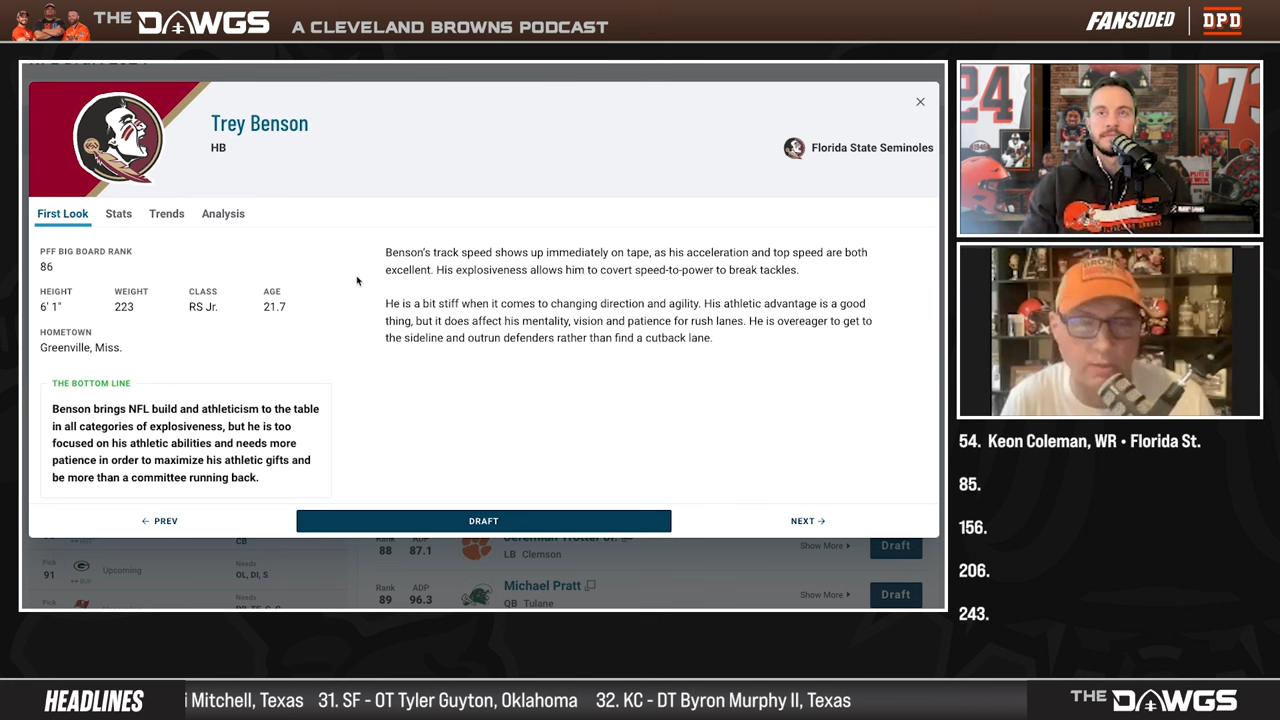 THE DAWGS A CLEVELAND BROWNS PODCAST
FANSIDED DPD
Trey Benson
HB
Florida State Seminoles
First Look Stats Trends Analysis
PFF BIG BOARD RANK
86
HEIGHT WEIGHT CLASS AGE
6' 1" 223 RS Jr. 21.7
HOMETOWN
Greenville, Miss.
THE BOTTOM LINE
Benson brings NFL build and athleticism to the table
in all categories of explosiveness, but he is too
focused on his athletic abilities and needs more
patience in order to maximize his athletic gifts and
be more than a committee running back.
Benson's track speed shows up immediately on tape, as his acceleration and top speed are both
excellent. His explosiveness allows him to covert speed-to-power to break tackles.
He is a bit stiff when it comes to changing direction and agility. His athletic advantage is a good
thing, but it does affect his mentality, vision and patience for rush lanes. He is overeager to get to
the sideline and outrun defenders rather than find a cutback lane.
← PREV DRAFT NEXT →
CB
Pick
91
Upcoming
Needs
OL, DI, S
Pick
Rank ADP
88 87.1
Jeremiah Trotter Jr.
LB Clemson
Show More
Draft
Rank ADP
89 96.3
Michael Pratt
QB Tulane
Show More
Draft
24
73
1946
54. Keon Coleman, WR • Florida St.
85.
156.
206.
243.
HEADLINES
i Mitchell, Texas 31. SF - OT Tyler Guyton, Oklahoma 32. KC - DT Byron Murphy II, Texas
THE DAWGS